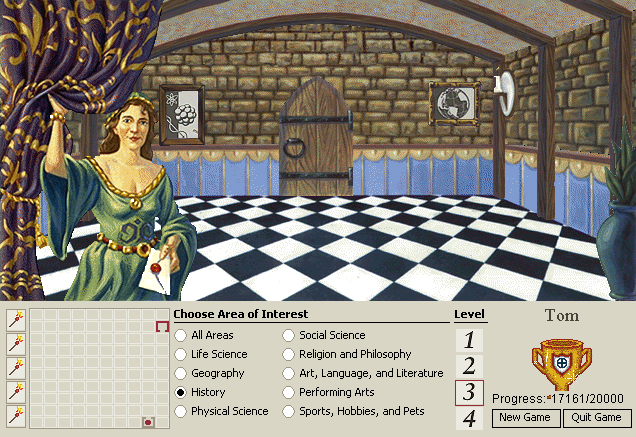 Choose Area of Interest
All Areas
Life Science
Geography
History
Physical Science
Social Science
Religion and Philosophy
Art, Language, and Literature
Performing Arts
Sports, Hobbies, and Pets
Level
1
2
3
4
Tom
Progress: 17161/20000
New Game Quit Game